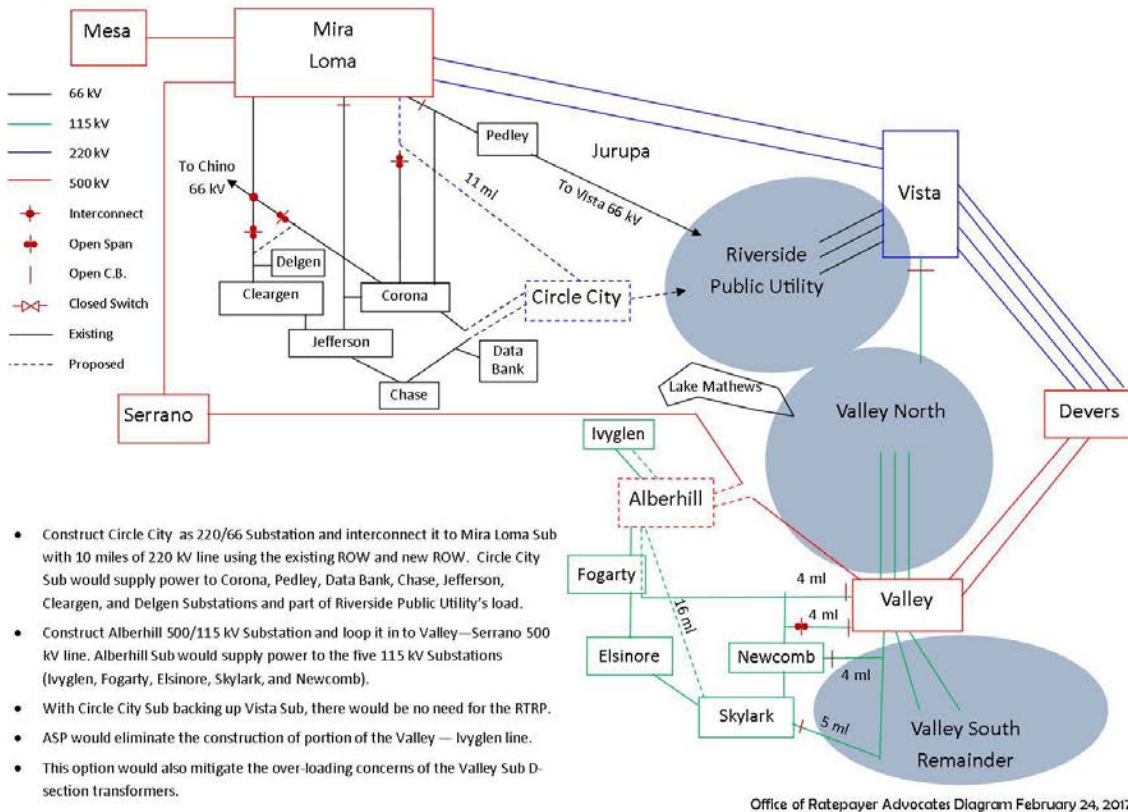 Mesa
Mira
Loma
66 kV
115 kV
220 kV
500 kV
Interconnect
Open Span
Open C.B.
Closed Switch
Existing
Proposed
To Chino
66 kV
11 ml
Pedley
Jurupa
To Vista 66 kV
Vista
Riverside
Public Utility
Delgen
Cleargen
Corona
Circle City
Jefferson
Data
Bank
Chase
Lake Mathews
Valley North
Devers
Serrano
Ivyglen
Alberhill
Fogarty
16 ml
4 ml
Valley
4 ml
Elsinore
Newcomb
4 ml
Skylark
5 ml
Valley South
Remainder
• Construct Circle City as 220/66 Substation and interconnect it to Mira Loma Sub
with 10 miles of 220 kV line using the existing ROW and new ROW. Circle City
Sub would supply power to Corona, Pedley, Data Bank, Chase, Jefferson,
Cleargen, and Delgen Substations and part of Riverside Public Utility's load.
• Construct Alberhill 500/115 kV Substation and loop it in to Valley—Serrano 500
kV line. Alberhill Sub would supply power to the five 115 kV Substations
(Ivyglen, Fogarty, Elsinore, Skylark, and Newcomb).
• With Circle City Sub backing up Vista Sub, there would be no need for the RTRP.
• ASP would eliminate the construction of portion of the Valley — Ivyglen line.
• This option would also mitigate the over-loading concerns of the Valley Sub D-
section transformers.
Office of Ratepayer Advocates Diagram February 24, 2017